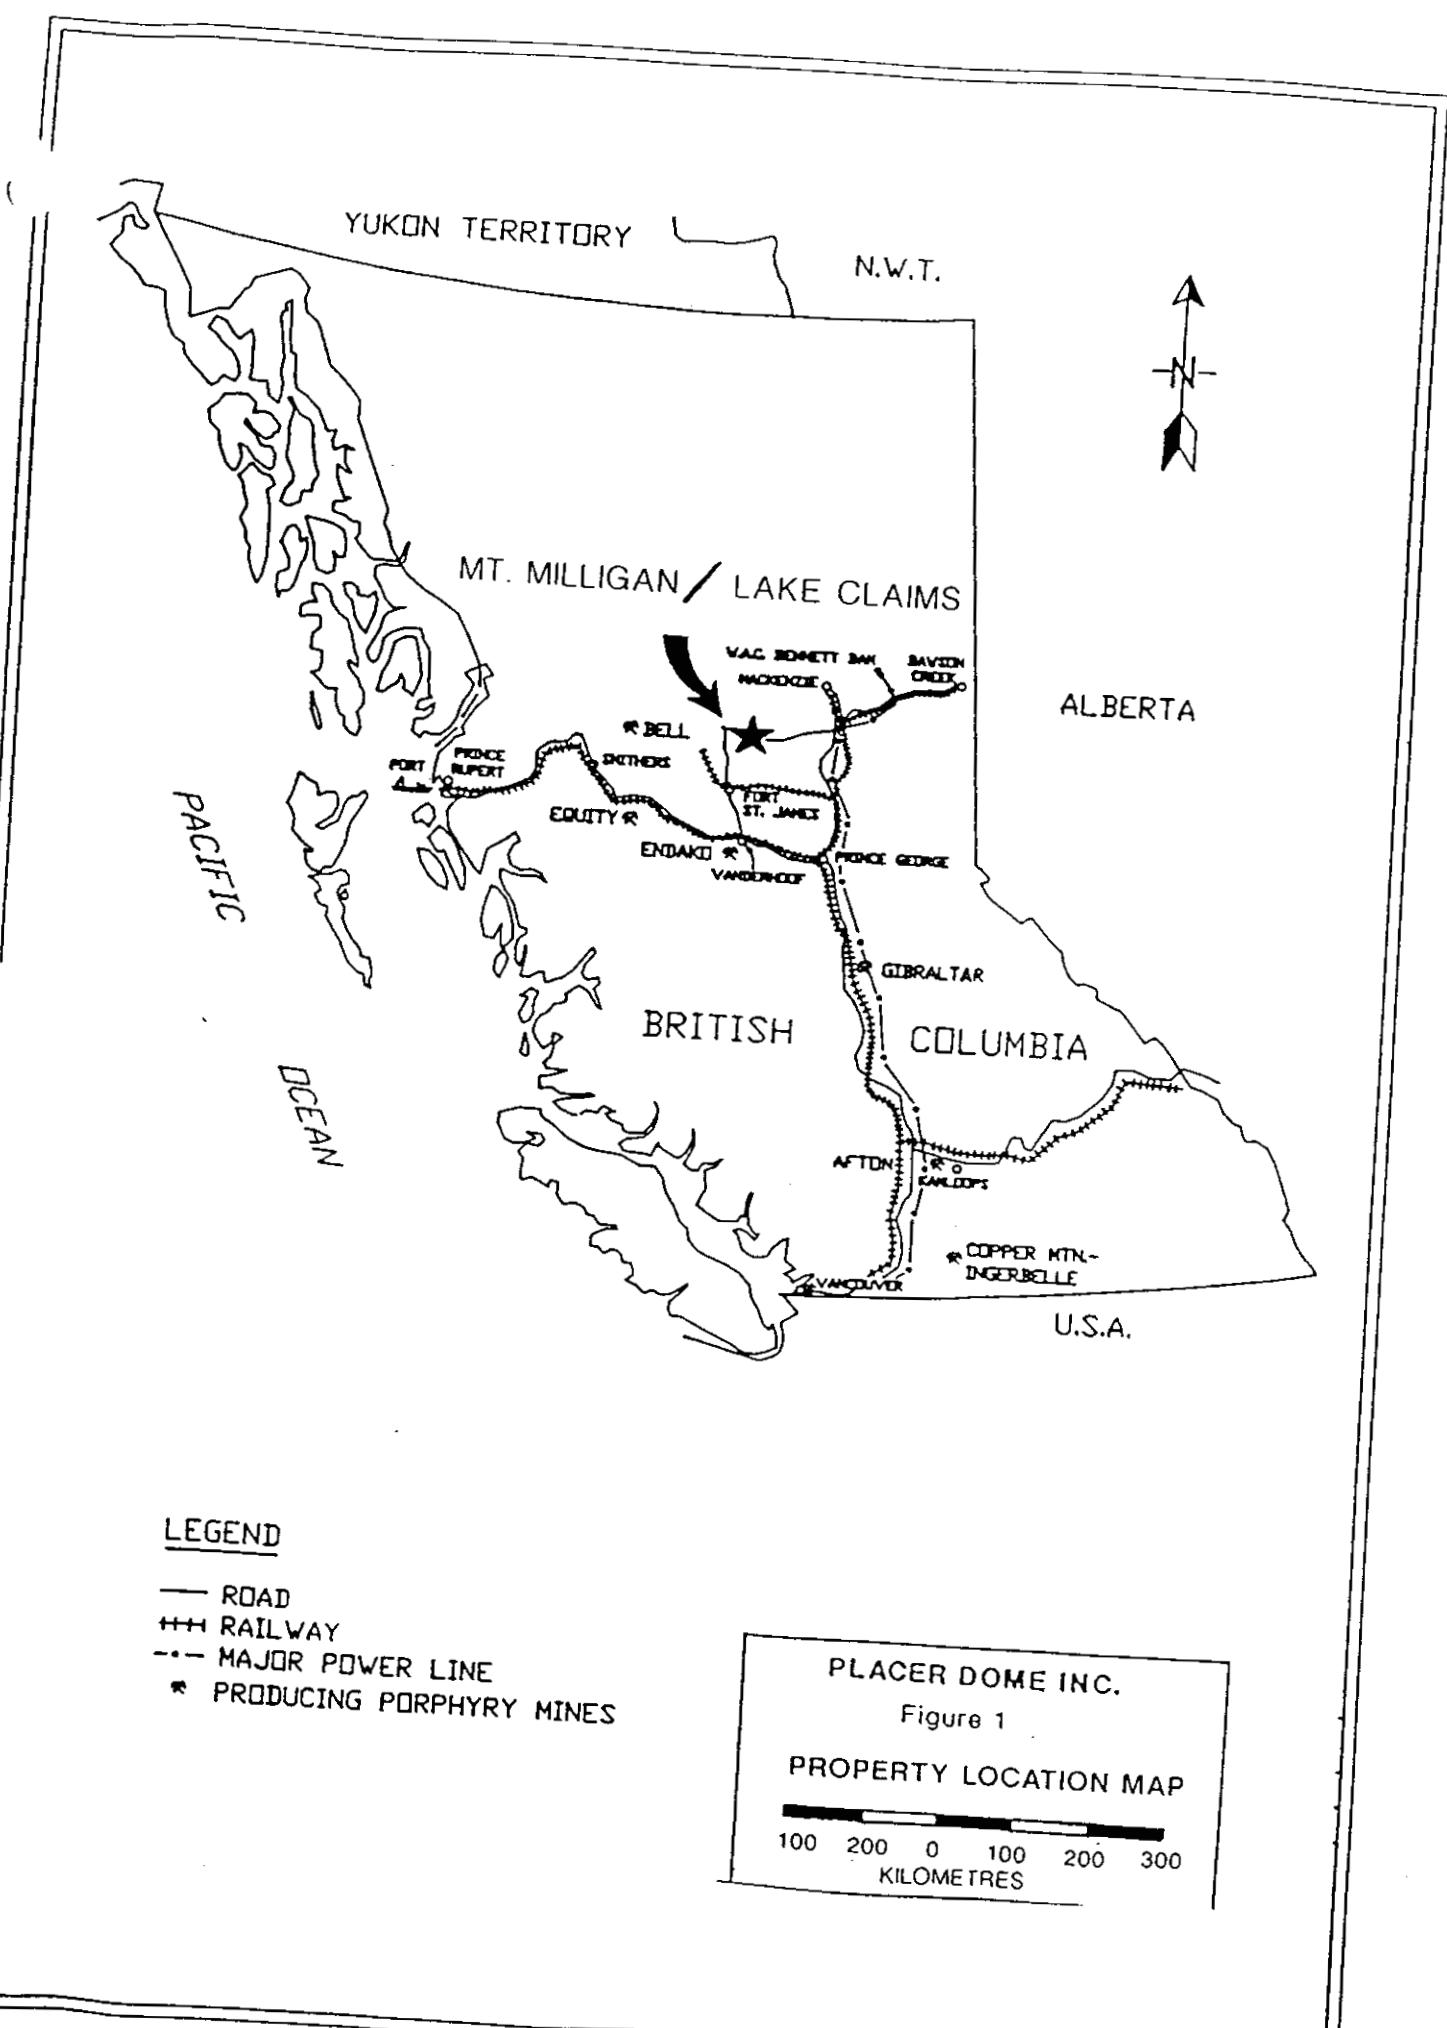 YUKON TERRITORY
N.W.T.
N
MT. MILLIGAN / LAKE CLAIMS
W.A.C. BENNETT DAM
DAWSON
CREEK
MACKENZIE
ALBERTA
BELL
PRINCE
RUPERT
PORT
SMITHERS
FORT
ST. JAMES
EQUITY
ENDAKO
VANDERHOOF
PRINCE GEORGE
PACIFIC
OCEAN
GIBRALTAR
BRITISH
COLUMBIA
AFTON
KAMLOOPS
COPPER MTN.-
INGERBELLE
VANCOUVER
U.S.A.
LEGEND
ROAD
RAILWAY
MAJOR POWER LINE
PRODUCING PORPHYRY MINES
PLACER DOME INC.
Figure 1
PROPERTY LOCATION MAP
100 200 0 100 200 300
KILOMETRES